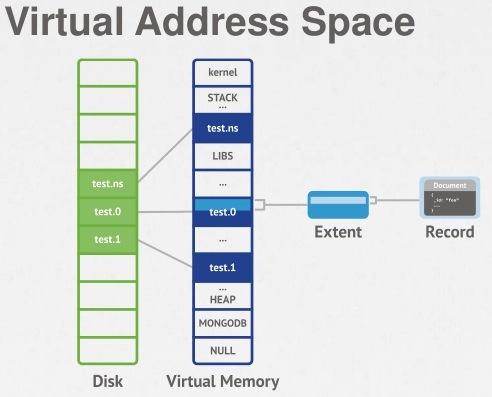 Virtual Address Space
test.ns
test.0
test.1
Disk
kernel
STACK
...
test.ns
LIBS
...
test.0
...
test.1
...
HEAP
MONGODB
NULL
Virtual Memory
Extent
Document
{
_id: "foo"
...
}
Record